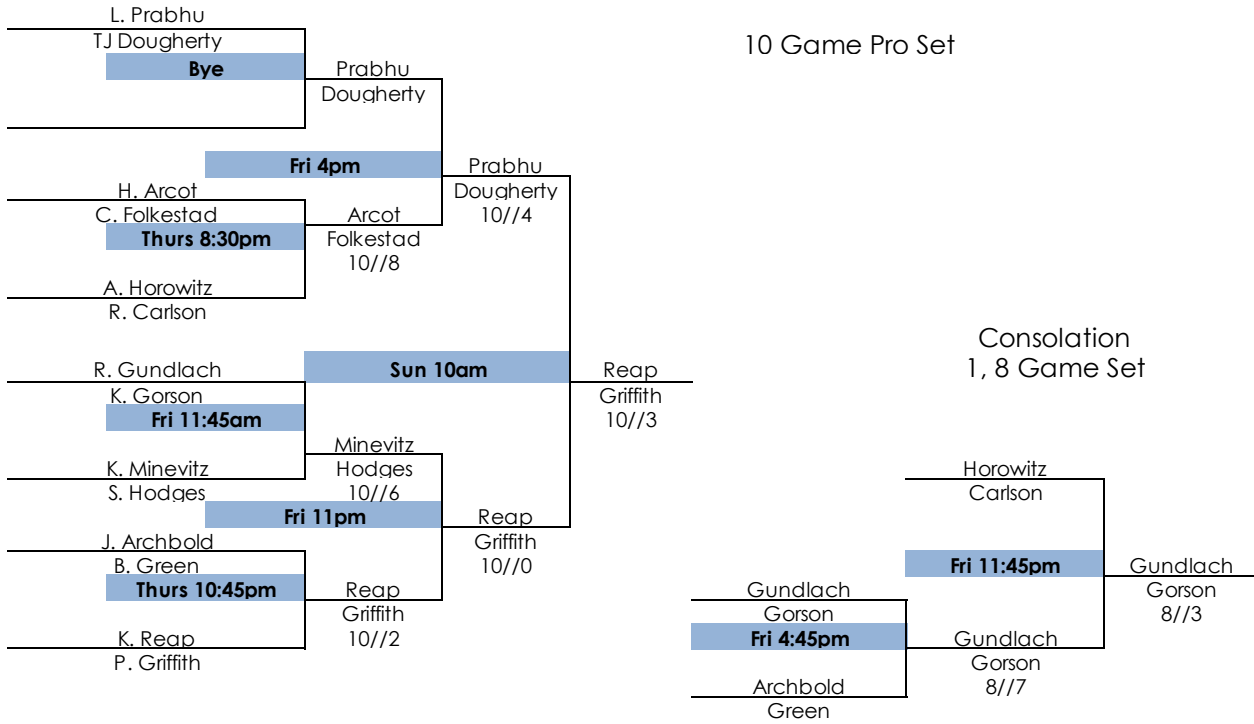 L. Prabhu
TJ Dougherty
Bye
Prabhu
Dougherty
10 Game Pro Set
Fri 4pm
Prabhu
Dougherty
10//4
H. Arcot
C. Folkestad
Thurs 8:30pm
Arcot
Folkestad
10//8
A. Horowitz
R. Carlson
R. Gundlach
K. Gorson
Fri 11:45am
Sun 10am
Reap
Griffith
10//3
K. Minevitz
S. Hodges
Minevitz
Hodges
10//6
Fri 11pm
Reap
Griffith
10//0
J. Archbold
B. Green
Thurs 10:45pm
Reap
Griffith
10//2
K. Reap
P. Griffith
Consolation
1, 8 Game Set
Horowitz
Carlson
Fri 11:45pm
Gundlach
Gorson
8//3
Gundlach
Gorson
Fri 4:45pm
Gundlach
Gorson
8//7
Archbold
Green